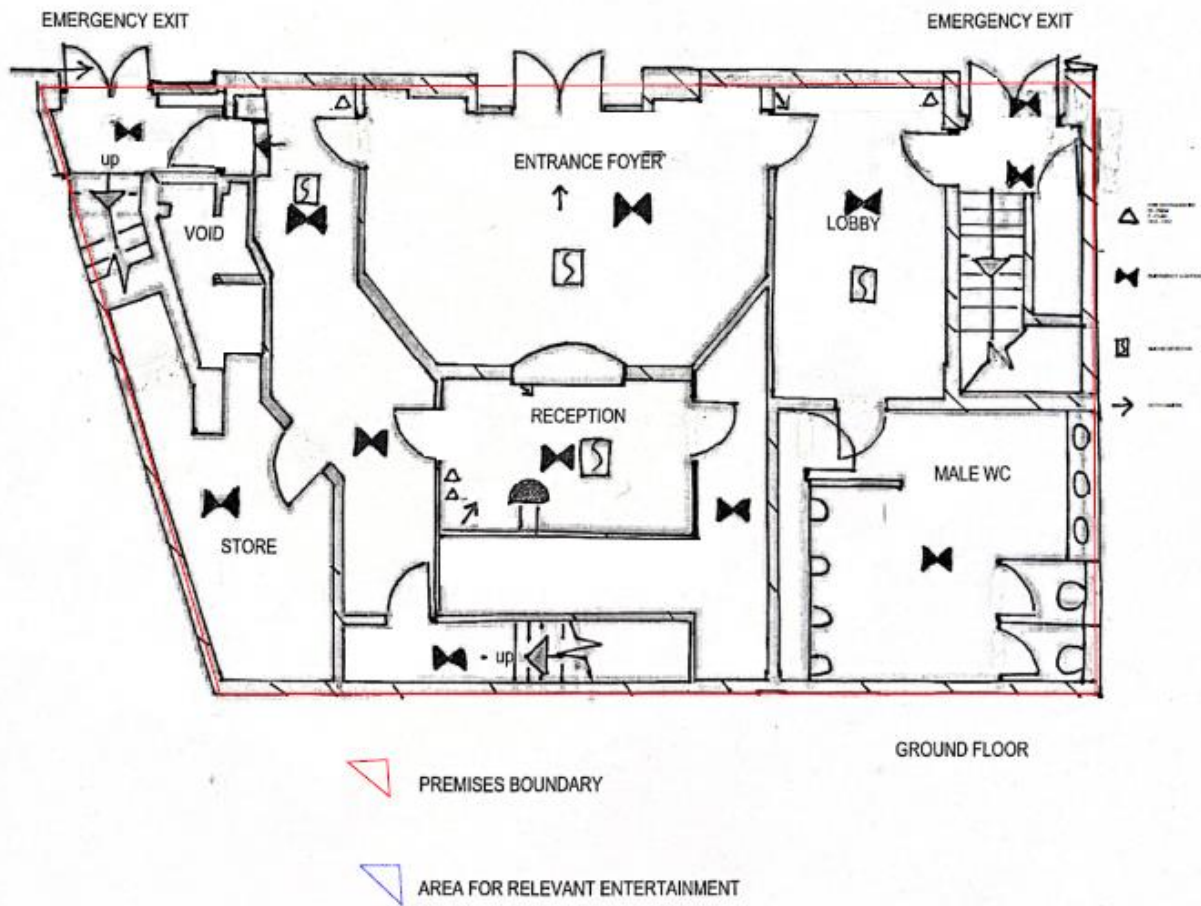 EMERGENCY EXIT
EMERGENCY EXIT
up
ENTRANCE FOYER
VOID
LOBBY
RECEPTION
MALE WC
STORE
up
GROUND FLOOR
PREMISES BOUNDARY
AREA FOR RELEVANT ENTERTAINMENT